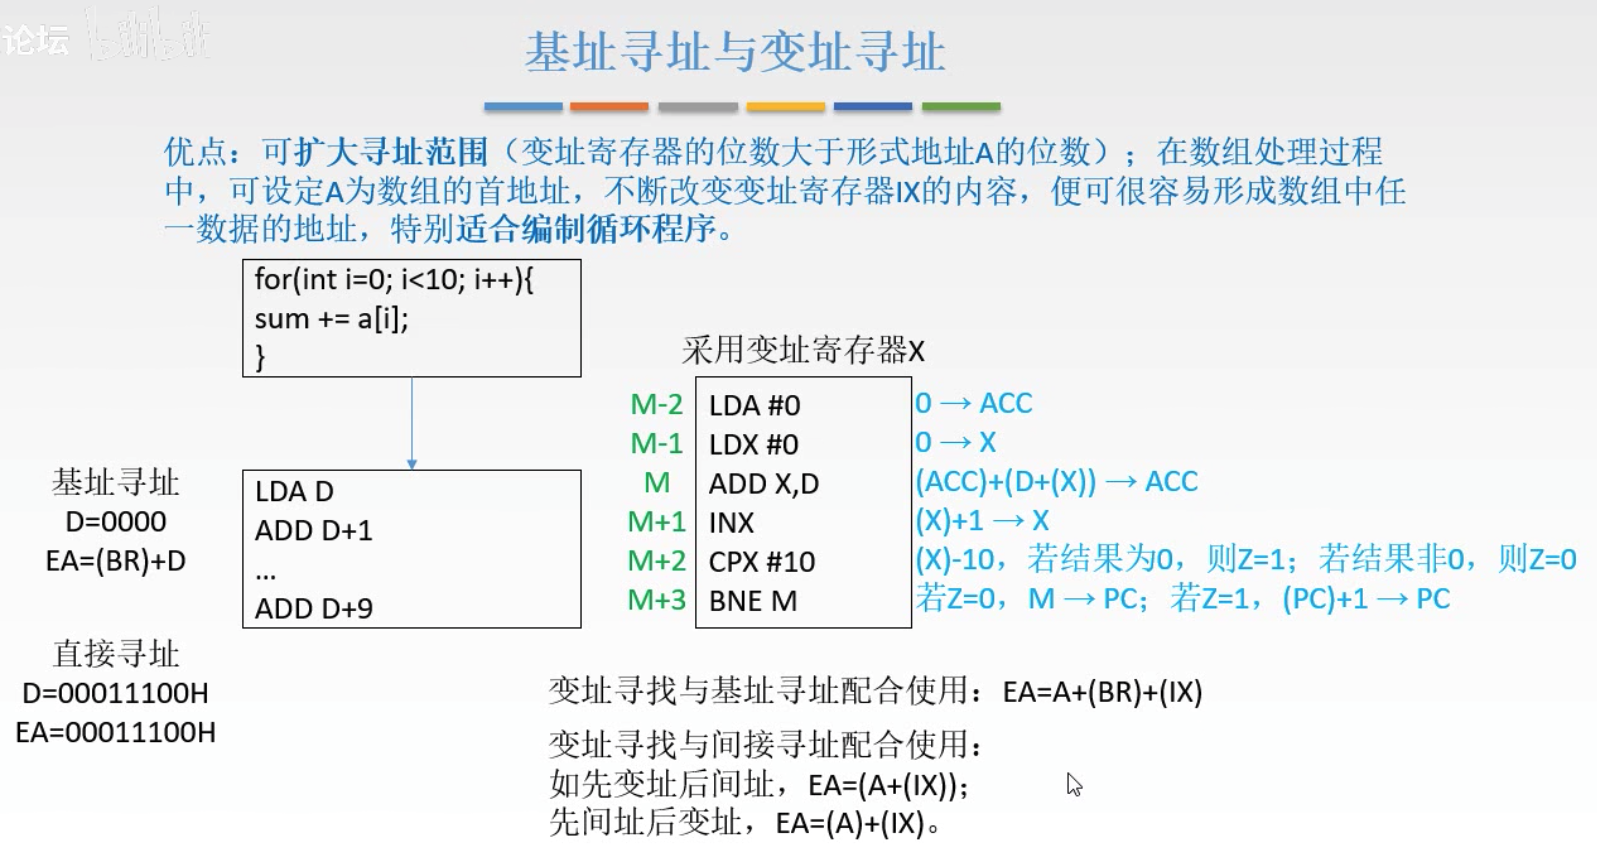 论坛 bilibili
基址寻址与变址寻址
优点：可扩大寻址范围（变址寄存器的位数大于形式地址A的位数）；在数组处理过程
中，可设定A为数组的首地址，不断改变变址寄存器IX的内容，便可很容易形成数组中任
一数据的地址，特别适合编制循环程序。
for(int i=0; i<10; i++){
sum += a[i];
}
基址寻址
D=0000
EA=(BR)+D
直接寻址
D=00011100H
EA=00011100H
LDA D
ADD D+1
...
ADD D+9
采用变址寄存器X
M-2 LDA #0 0 → ACC
M-1 LDX #0 0 → X
M ADD X,D (ACC)+(D+(X)) → ACC
M+1 INX (X)+1 → X
M+2 CPX #10 (X)-10，若结果为0，则Z=1；若结果非0，则Z=0
M+3 BNE M 若Z=0，M → PC；若Z=1，(PC)+1 → PC
变址寻找与基址寻址配合使用：EA=A+(BR)+(IX)
变址寻找与间接寻址配合使用：
如先变址后间址，EA=(A+(IX))；
先间址后变址，EA=(A)+(IX)。